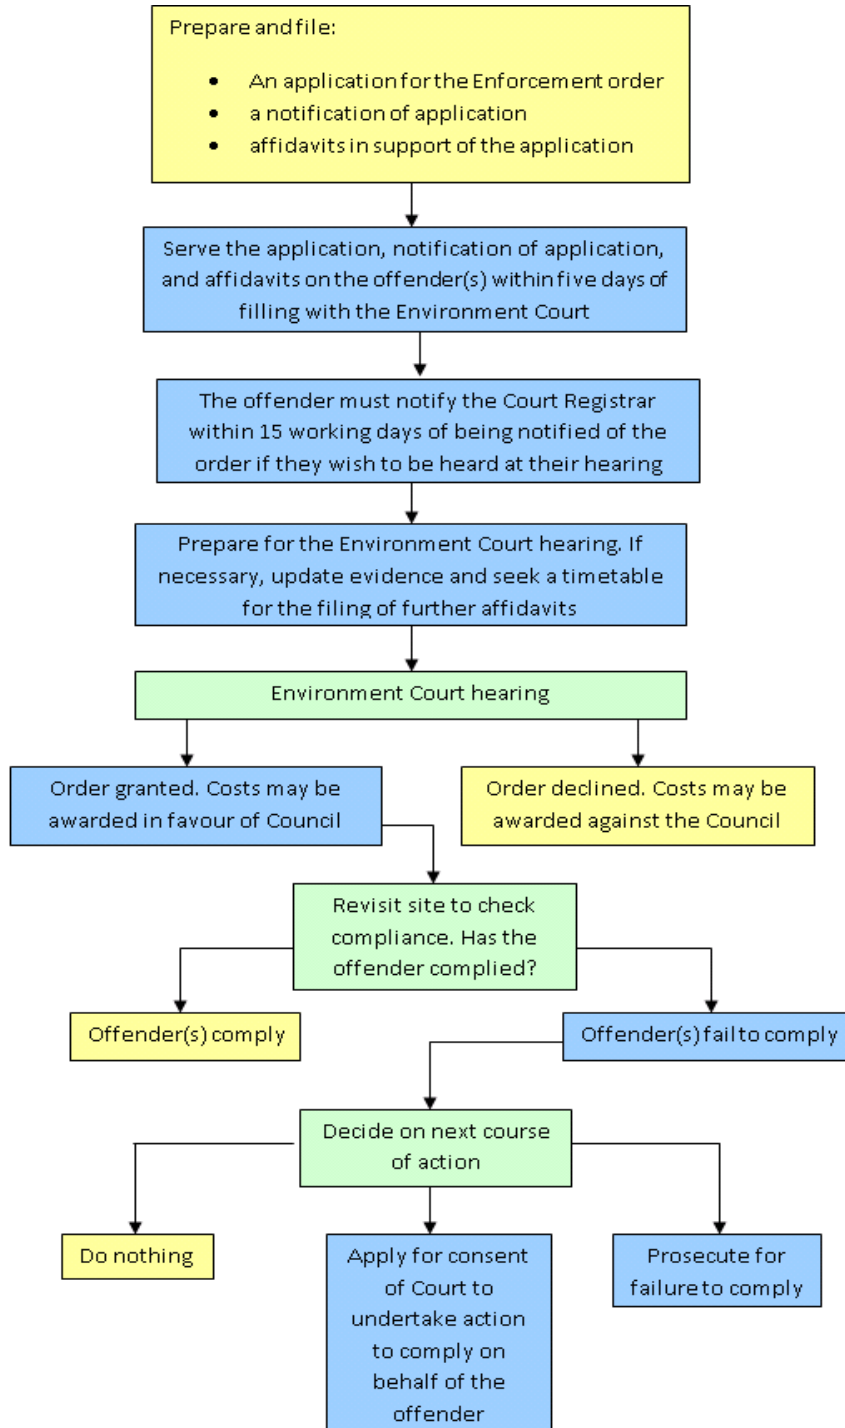 Prepare and file:
• An application for the Enforcement order
• a notification of application
• affidavits in support of the application
Serve the application, notification of application,
and affidavits on the offender(s) within five days of
filling with the Environment Court
The offender must notify the Court Registrar
within 15 working days of being notified of the
order if they wish to be heard at their hearing
Prepare for the Environment Court hearing. If
necessary, update evidence and seek a timetable
for the filing of further affidavits
Environment Court hearing
Order granted. Costs may be
awarded in favour of Council
Order declined. Costs may be
awarded against the Council
Revisit site to check
compliance. Has the
offender complied?
Offender(s) comply
Offender(s) fail to comply
Decide on next course
of action
Do nothing
Apply for consent
of Court to
undertake action
to comply on
behalf of the
offender
Prosecute for
failure to comply